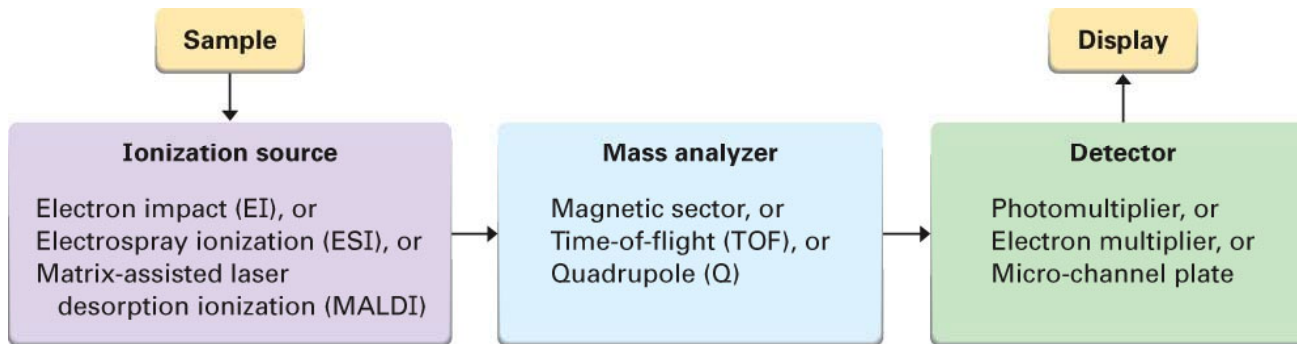 Sample
Display
Ionization source
Electron impact (EI), or
Electrospray ionization (ESI), or
Matrix-assisted laser
desorption ionization (MALDI)
Mass analyzer
Magnetic sector, or
Time-of-flight (TOF), or
Quadrupole (Q)
Detector
Photomultiplier, or
Electron multiplier, or
Micro-channel plate